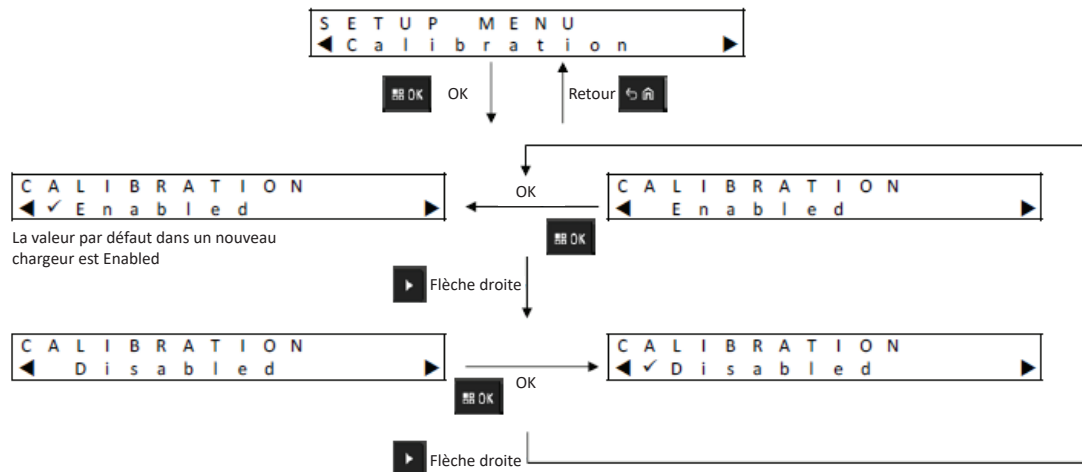 SETUP MENU
◀ Calibration ▶
OK OK Retour
CALIBRATION
◀ ✓ Enabled ▶
OK
CALIBRATION
◀ Enabled ▶
La valeur par défaut dans un nouveau
chargeur est Enabled
OK
Flèche droite
CALIBRATION
◀ Disabled ▶
OK
OK
CALIBRATION
◀ ✓ Disabled ▶
Flèche droite